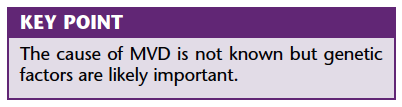 KEY POINT
The cause of MVD is not known but genetic
factors are likely important.